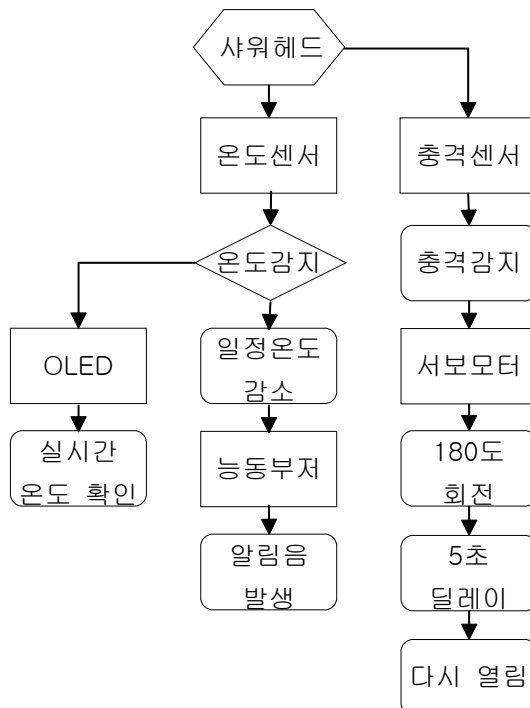 샤워헤드
온도센서
충격센서
온도감지
충격감지
OLED
일정온도
감소
서보모터
실시간
온도 확인
능동부저
180도
회전
알림음
발생
5초
딜레이
다시 열림